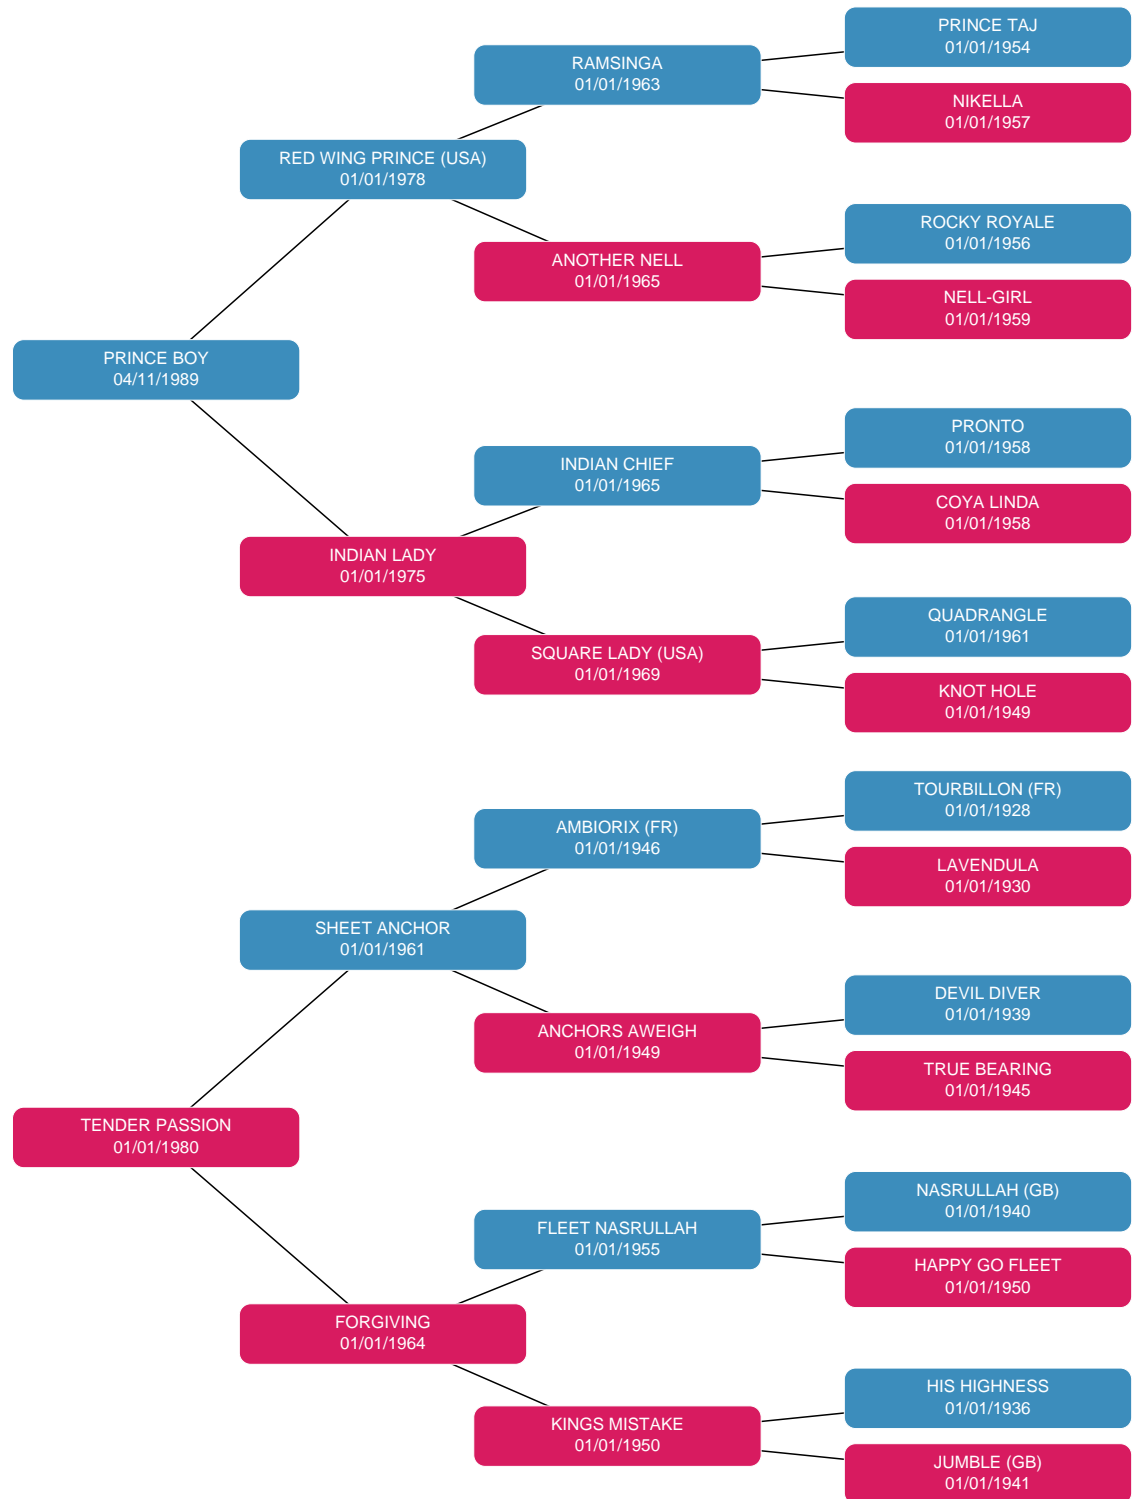 PRINCE TAJ
01/01/1954
RAMSINGA
01/01/1963
NIKELLA
01/01/1957
RED WING PRINCE (USA)
01/01/1978
ROCKY ROYALE
01/01/1956
ANOTHER NELL
01/01/1965
NELL-GIRL
01/01/1959
PRINCE BOY
04/11/1989
PRONTO
01/01/1958
INDIAN CHIEF
01/01/1965
COYA LINDA
01/01/1958
INDIAN LADY
01/01/1975
QUADRANGLE
01/01/1961
SQUARE LADY (USA)
01/01/1969
KNOT HOLE
01/01/1949
TOURBILLON (FR)
01/01/1928
AMBIORIX (FR)
01/01/1946
LAVENDULA
01/01/1930
SHEET ANCHOR
01/01/1961
DEVIL DIVER
01/01/1939
ANCHORS AWEIGH
01/01/1949
TRUE BEARING
01/01/1945
TENDER PASSION
01/01/1980
NASRULLAH (GB)
01/01/1940
FLEET NASRULLAH
01/01/1955
HAPPY GO FLEET
01/01/1950
FORGIVING
01/01/1964
HIS HIGHNESS
01/01/1936
KINGS MISTAKE
01/01/1950
JUMBLE (GB)
01/01/1941